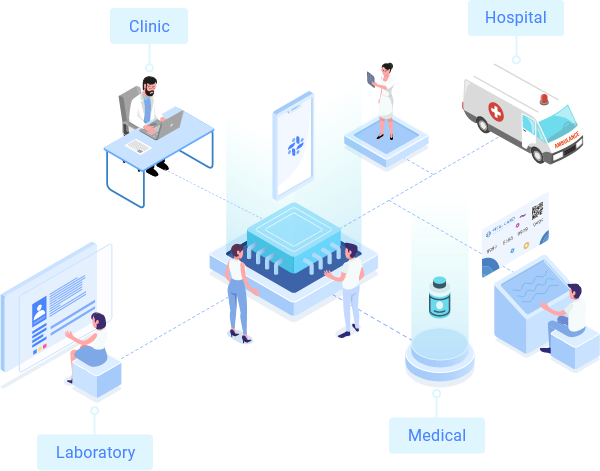 Clinic
Hospital
AMBULANCE
Laboratory
Medical